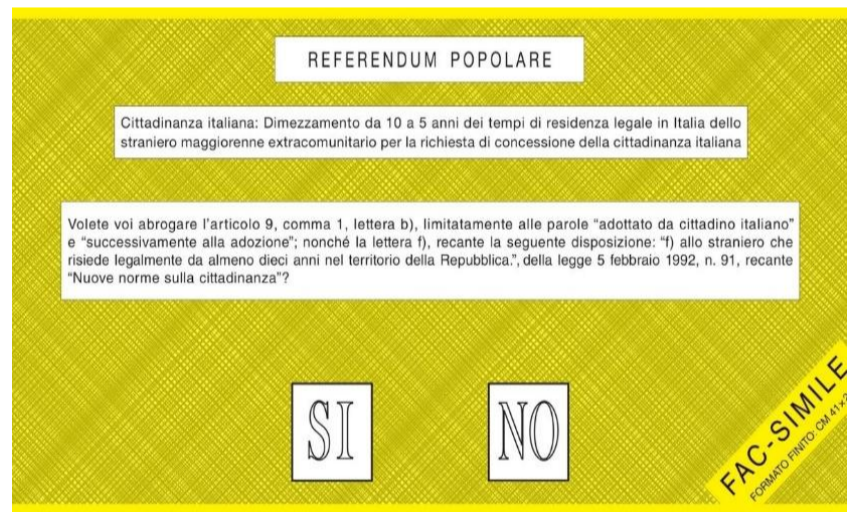 REFERENDUM POPOLARE
Cittadinanza italiana: Dimezzamento da 10 a 5 anni dei tempi di residenza legale in Italia dello
straniero maggiorenne extracomunitario per la richiesta di concessione della cittadinanza italiana
Volete voi abrogare l'articolo 9, comma 1, lettera b), limitatamente alle parole “adottato da cittadino italiano”
e “successivamente alla adozione”; nonché la lettera f), recante la seguente disposizione: “f) allo straniero che
risiede legalmente da almeno dieci anni nel territorio della Repubblica.”, della legge 5 febbraio 1992, n. 91, recante
“Nuove norme sulla cittadinanza”?
SI
NO
FAC-SIMILE
FORMATO FINITO: CM 41x